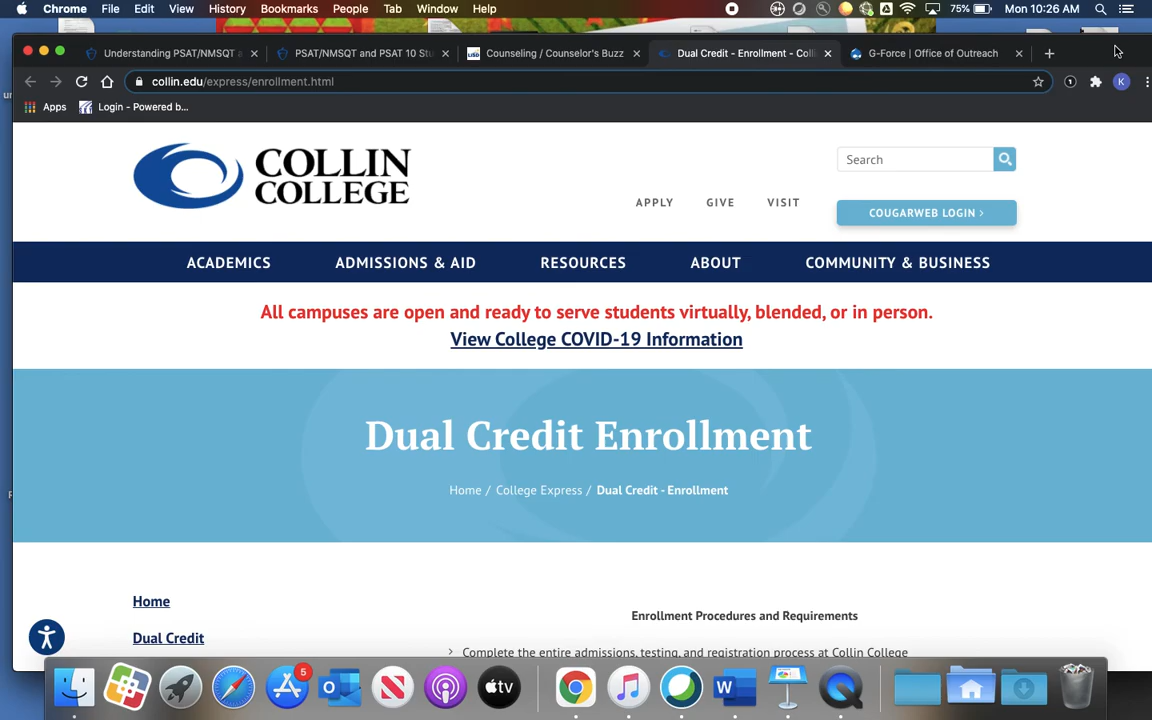 Chrome File Edit View History Bookmarks People Tab Window Help 75% Mon 10:26 AM
Understanding PSAT/NMSQT a PSAT/NMSQT and PSAT 10 Stu Counseling / Counselor's Buzz Dual Credit - Enrollment - Coll G-Force | Office of Outreach
collin.edu/express/enrollment.html
K
Apps Login - Powered b...
COLLIN
COLLEGE
Search
APPLY GIVE VISIT
COUGARWEB LOGIN >
ACADEMICS ADMISSIONS & AID RESOURCES ABOUT COMMUNITY & BUSINESS
All campuses are open and ready to serve students virtually, blended, or in person.
View College COVID-19 Information
Dual Credit Enrollment
Home / College Express / Dual Credit - Enrollment
Home
Enrollment Procedures and Requirements
Dual Credit
Complete the entire admissions, testing, and registration process at Collin College
5
tv
W